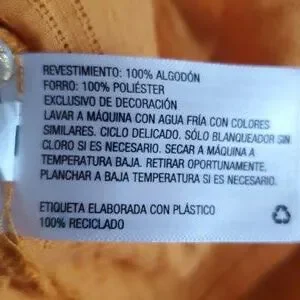 REVESTIMIENTO: 100% ALGODÓN
FORRO: 100% POLIÉSTER
EXCLUSIVO DE DECORACIÓN
LAVAR A MÁQUINA CON AGUA FRÍA CON COLORES
SIMILARES. CICLO DELICADO. SÓLO BLANQUEADOR SIN
CLORO SI ES NECESARIO. SECAR A MÁQUINA A
TEMPERATURA BAJA. RETIRAR OPORTUNAMENTE.
PLANCHAR A BAJA TEMPERATURA SI ES NECESARIO.
ETIQUETA ELABORADA CON PLÁSTICO
100% RECICLADO